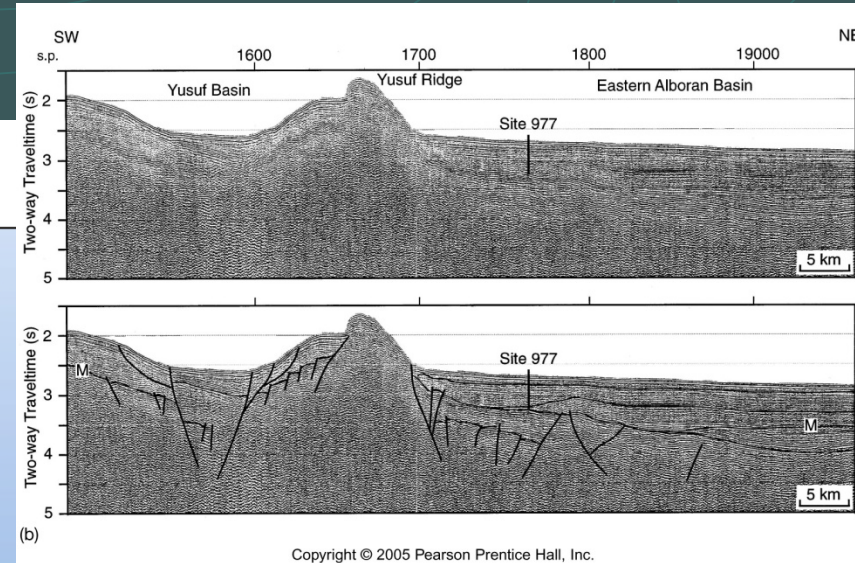 SW NE
s.p. 1600 1700 1800 19000
Yusuf Basin Yusuf Ridge Eastern Alboran Basin
Site 977
Two-way Traveltime (s)
2
3
4
5
5 km
Site 977
M
M
Two-way Traveltime (s)
2
3
4
5
5 km
(b)
Copyright © 2005 Pearson Prentice Hall, Inc.